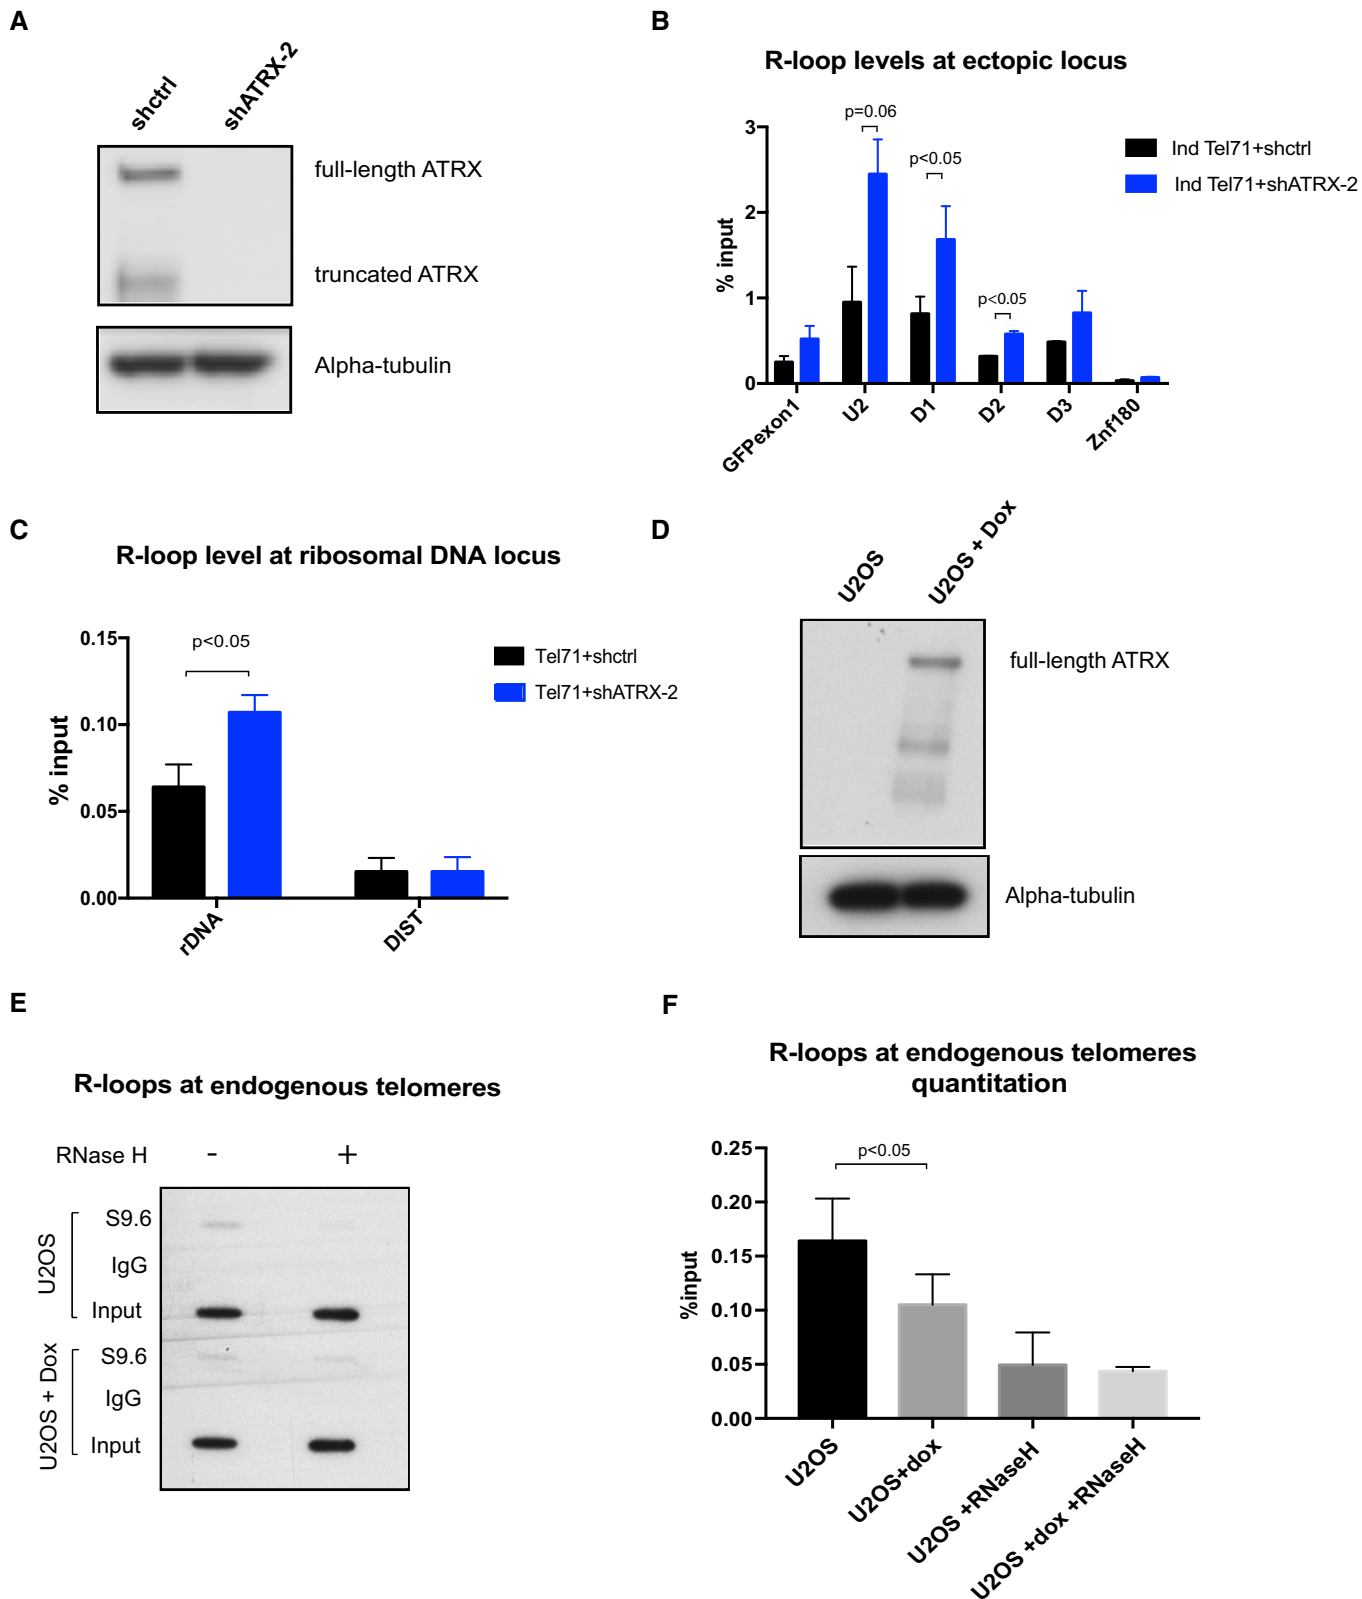 A
shctrl
shATRX-2
full-length ATRX
truncated ATRX
Alpha-tubulin
B
R-loop levels at ectopic locus
p=0.06
p<0.05
p<0.05
3
2
1
0
% input
GFPexon1
U2
D1
D2
D3
Znf180
Ind Tel71+shctrl
Ind Tel71+shATRX-2
C
R-loop level at ribosomal DNA locus
p<0.05
0.15
0.10
0.05
0.00
% input
rDNA
DIST
Tel71+shctrl
Tel71+shATRX-2
D
U2OS
U2OS + Dox
full-length ATRX
Alpha-tubulin
E
R-loops at endogenous telomeres
RNase H - +
U2OS
S9.6
IgG
Input
U2OS + Dox
S9.6
IgG
Input
F
R-loops at endogenous telomeres
quantitation
p<0.05
0.25
0.20
0.15
0.10
0.05
0.00
%input
U2OS
U2OS+dox
U2OS +RNaseH
U2OS +dox +RNaseH